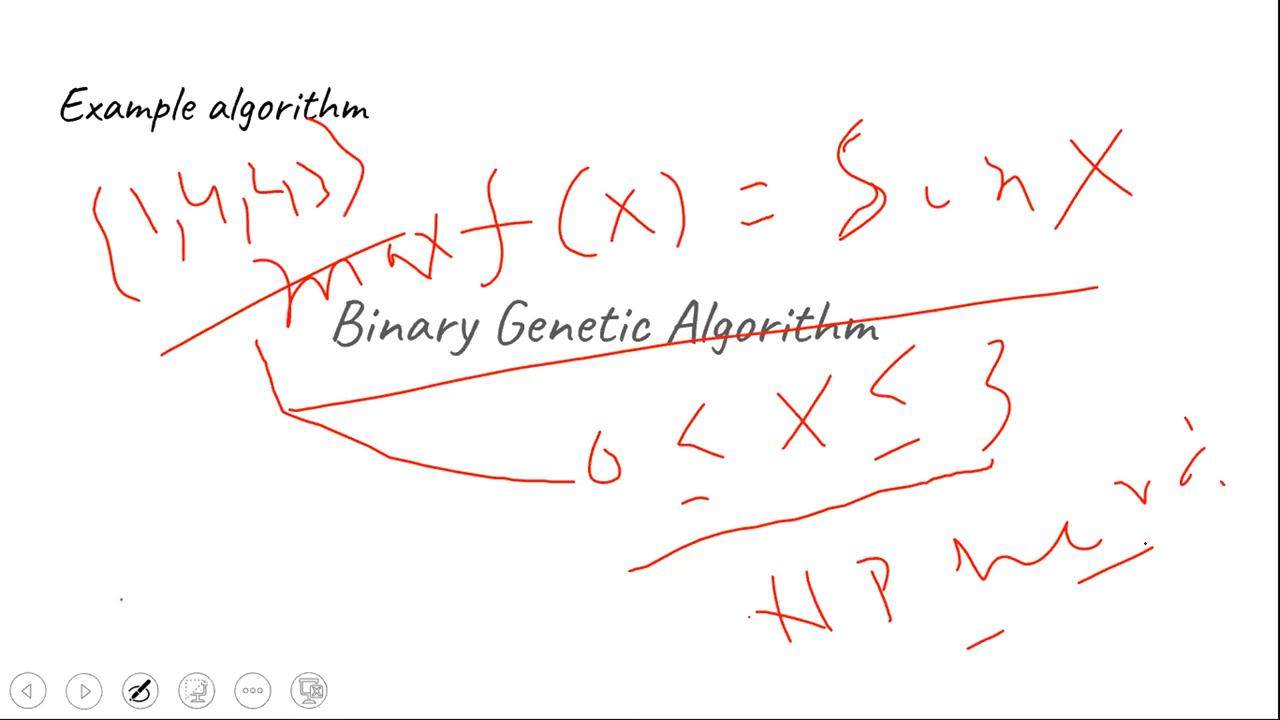 Example algorithm
{1,4,4,3}
max f(x) = Sin X
Binary Genetic Algorithm
0 ≤ X ≤ 3
NP